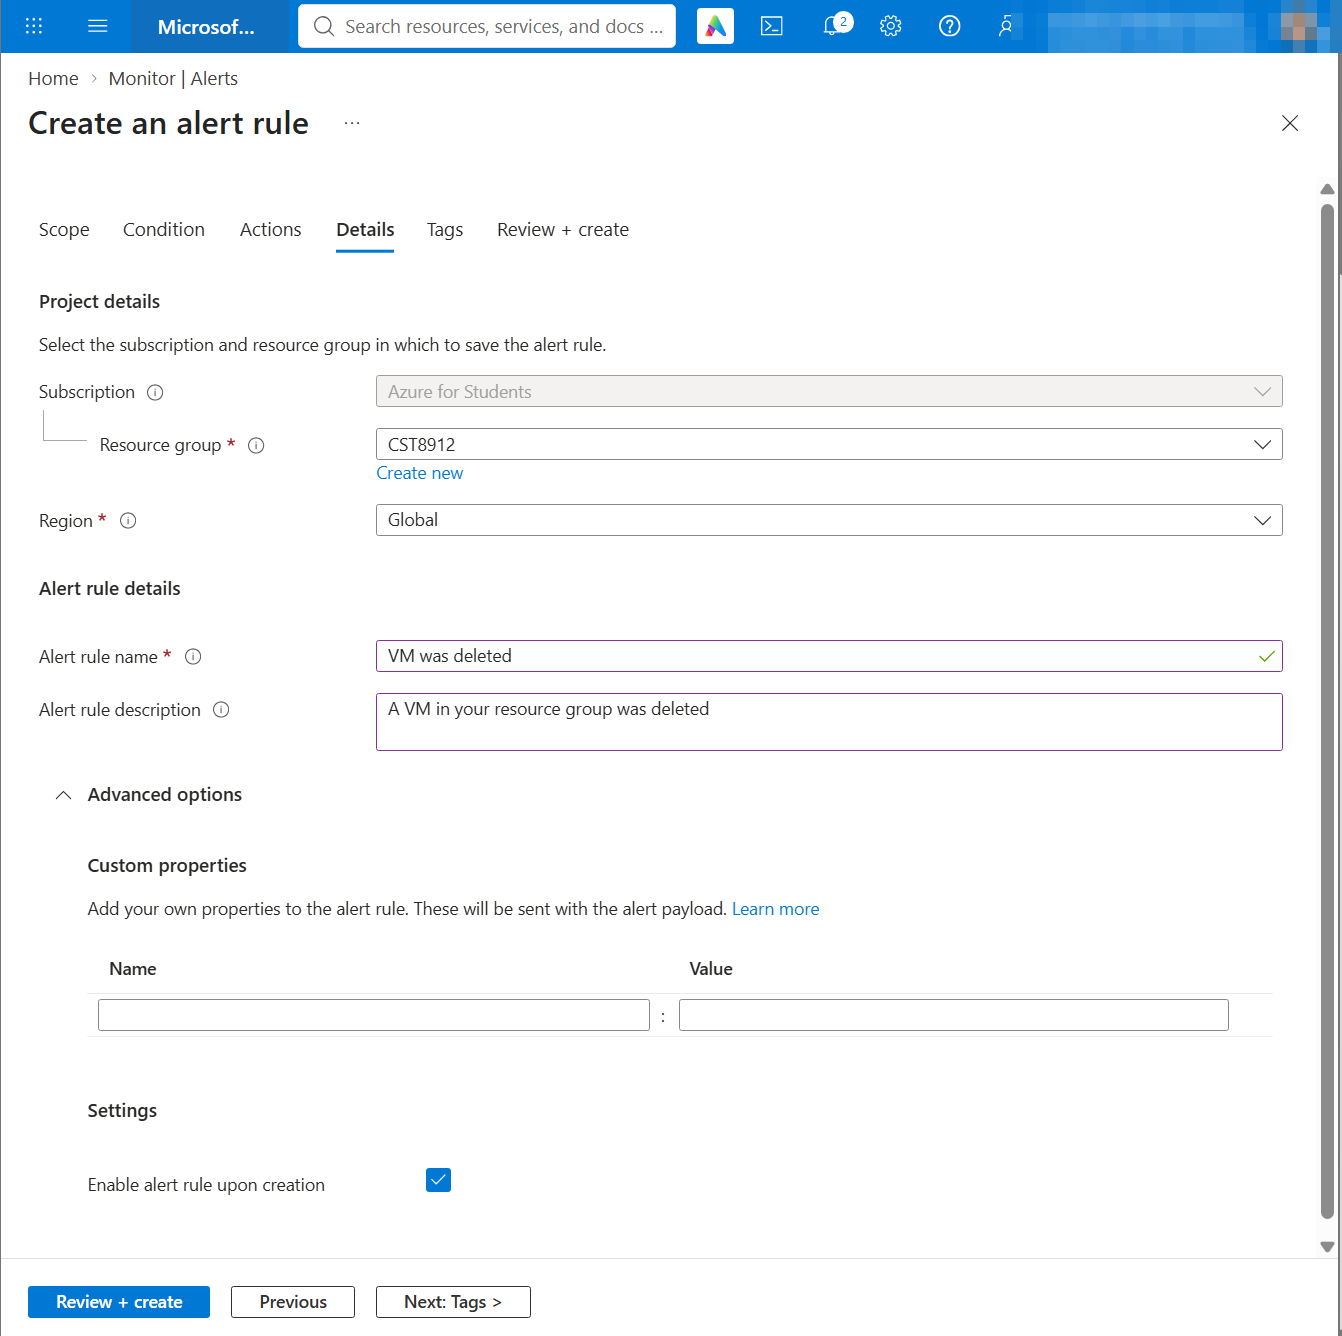 Microsof...
Search resources, services, and docs ...
2
Home > Monitor | Alerts
Create an alert rule ...
Scope Condition Actions Details Tags Review + create
Project details
Select the subscription and resource group in which to save the alert rule.
Subscription
Azure for Students
Resource group *
CST8912
Create new
Region *
Global
Alert rule details
Alert rule name *
VM was deleted
Alert rule description
A VM in your resource group was deleted
Advanced options
Custom properties
Add your own properties to the alert rule. These will be sent with the alert payload. Learn more
Name Value
:
Settings
Enable alert rule upon creation
Review + create Previous Next: Tags >